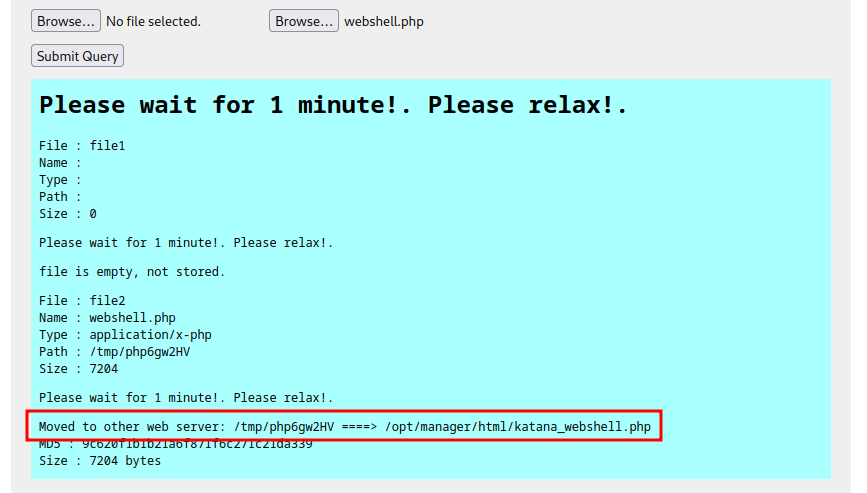 Browse... No file selected. Browse... webshell.php
Submit Query
Please wait for 1 minute!. Please relax!.
File : file1
Name :
Type :
Path :
Size : 0
Please wait for 1 minute!. Please relax!.
file is empty, not stored.
File : file2
Name : webshell.php
Type : application/x-php
Path : /tmp/php6gw2HV
Size : 7204
Please wait for 1 minute!. Please relax!.
Moved to other web server: /tmp/php6gw2HV ====> /opt/manager/html/katana_webshell.php
MD5 : 9c620f1b1b21a6f871f6c271c21da339
Size : 7204 bytes